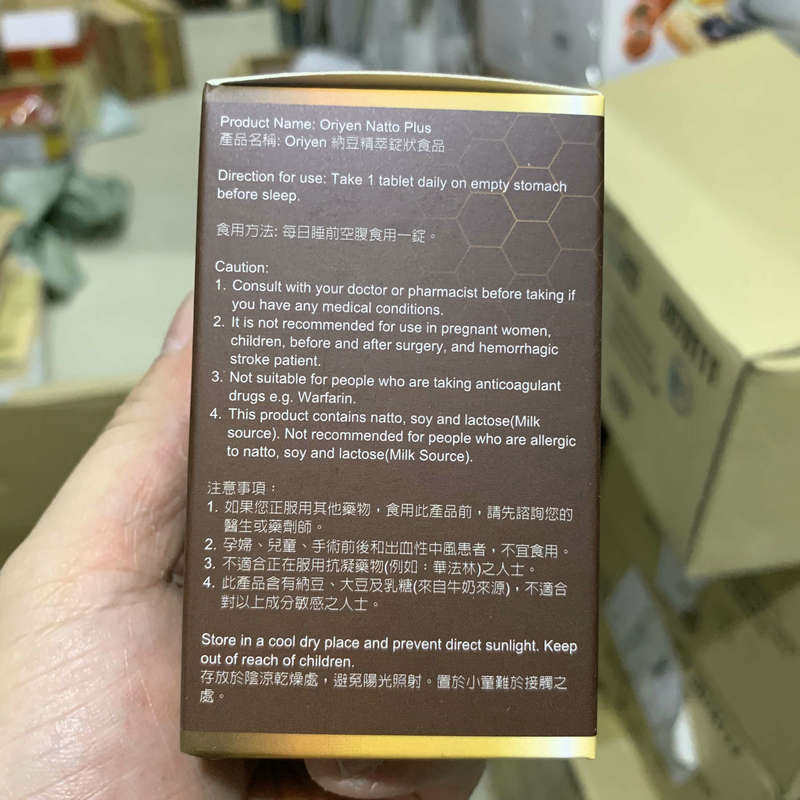 Product Name: Oriyen Natto Plus
產品名稱: Oriyen 納豆精萃錠狀食品
Direction for use: Take 1 tablet daily on empty stomach
before sleep.
食用方法: 每日睡前空腹食用一錠。
Caution:
1. Consult with your doctor or pharmacist before taking if
you have any medical conditions.
2. It is not recommended for use in pregnant women,
children, before and after surgery, and hemorrhagic
stroke patient.
3. Not suitable for people who are taking anticoagulant
drugs e.g. Warfarin.
4. This product contains natto, soy and lactose(Milk
source). Not recommended for people who are allergic
to natto, soy and lactose(Milk Source).
注意事項：
1. 如果您正服用其他藥物，食用此產品前，請先諮詢您的
醫生或藥劑師。
2. 孕婦、兒童、手術前後和出血性中風患者，不宜食用。
3. 不適合正在服用抗凝藥物(例如：華法林)之人士。
4. 此產品含有納豆、大豆及乳糖(來自牛奶來源)，不適合
對以上成分敏感之人士。
Store in a cool dry place and prevent direct sunlight. Keep
out of reach of children.
存放於陰涼乾燥處，避免陽光照射。置於小童難於接觸之
處。